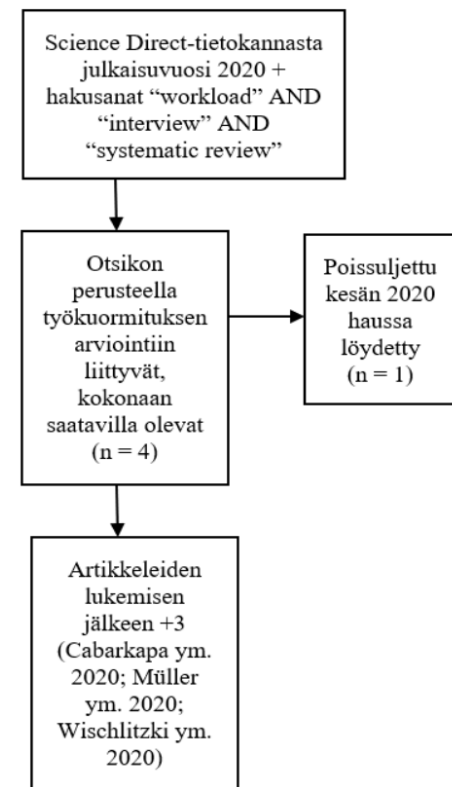 Science Direct-tietokannasta
julkaisuvuosi 2020 +
hakusanat “workload” AND
“interview” AND
“systematic review”
Otsikon
perusteella
työkuormituksen
arviointiin
liittyvät,
kokonaan
saatavilla olevat
(n = 4)
Poissuljettu
kesän 2020
haussa
löydetty
(n = 1)
Artikkeleiden
lukemisen
jälkeen +3
(Cabarkapa ym.
2020; Müller
ym. 2020;
Wischlitzki ym.
2020)